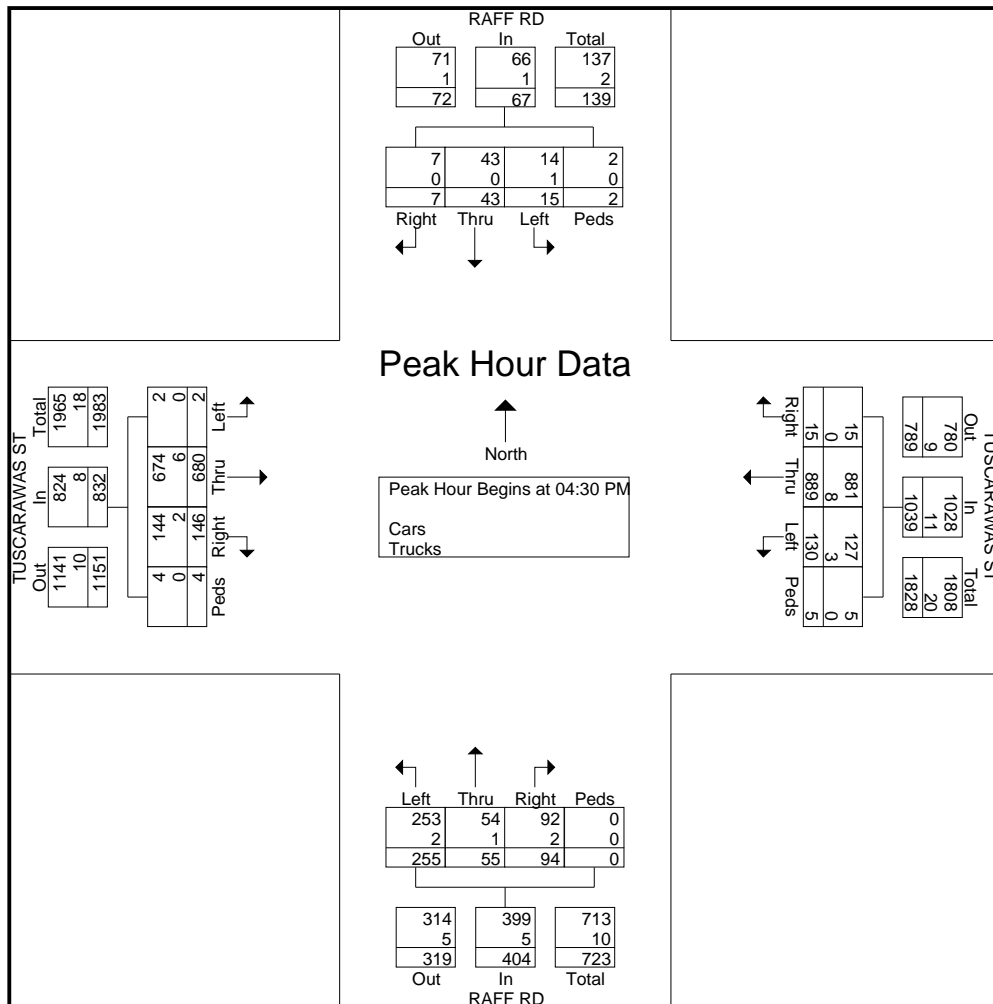 RAFF RD
Out In Total
71 66 137
1 1 2
72 67 139
7 43 14 2
0 0 1 0
7 43 15 2
Right Thru Left Peds
Peak Hour Data
North
Peak Hour Begins at 04:30 PM
Cars
Trucks
TUSCARAWAS ST
Out In Total
1141 824 1965
10 8 18
1151 832 1983
Peds Right Thru Left
4 144 674 2
0 2 6 0
4 146 680 2
TUSCARAWAS ST
Out In Total
780 1028 1808
9 11 20
789 1039 1828
15 881 127 5
0 8 3 0
15 889 130 5
Right Thru Left Peds
Left Thru Right Peds
253 54 92 0
2 1 2 0
255 55 94 0
314 399 713
5 5 10
319 404 723
Out In Total
RAFF RD